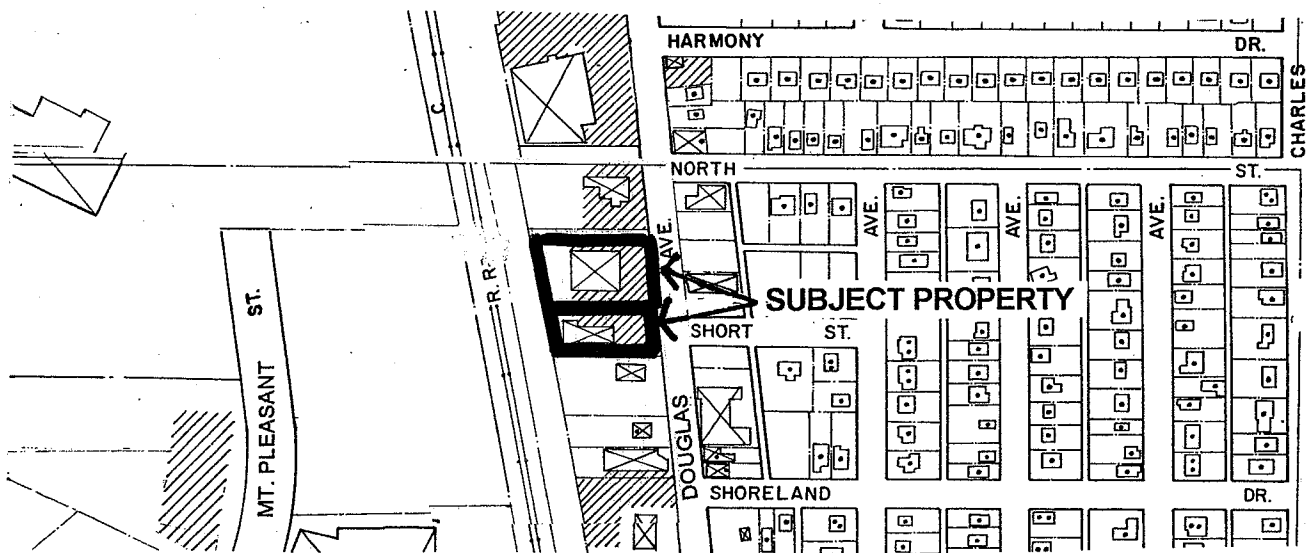 HARMONY DR.
CHARLES
C.
NORTH ST.
AVE.
AVE.
AVE.
AVE.
R. R.
SUBJECT PROPERTY
ST.
SHORT ST.
MT. PLEASANT
DOUGLAS
SHORELAND DR.